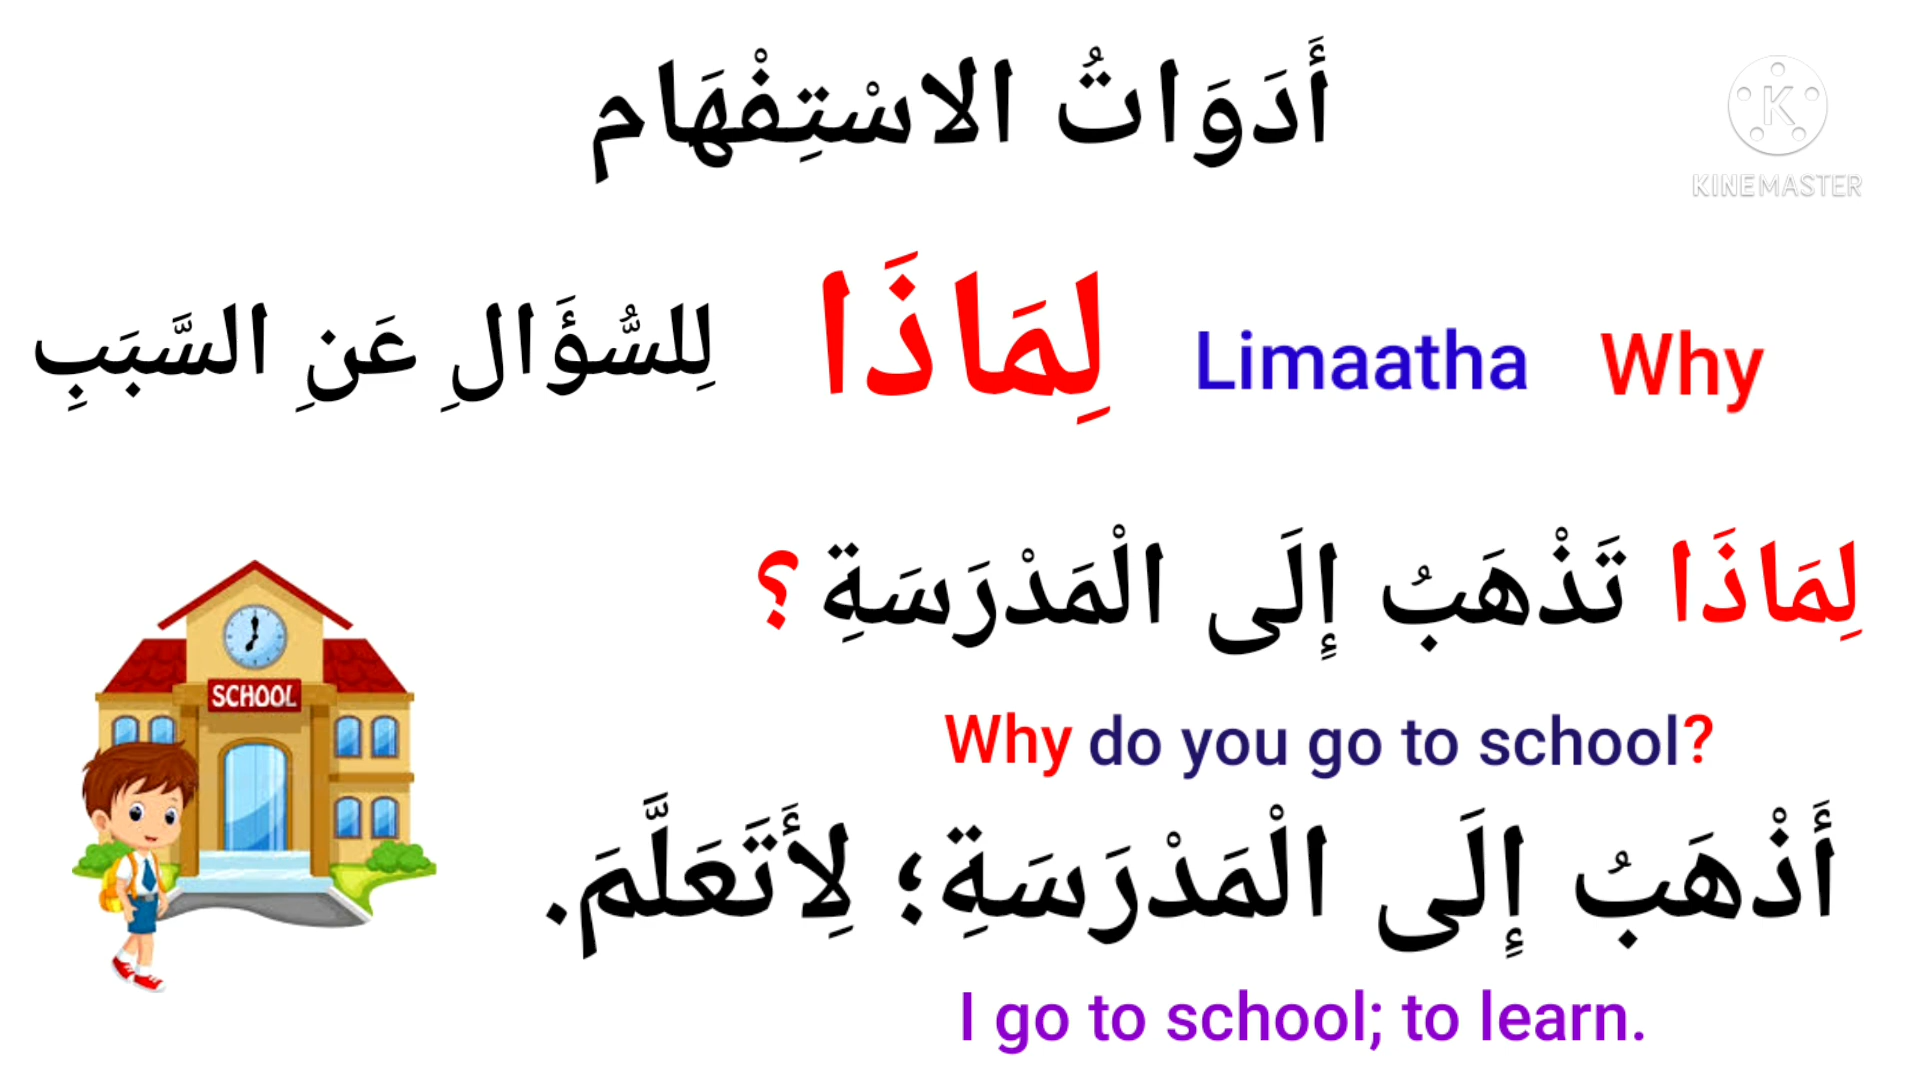 أَدَوَاتُ الاسْتِفْهَام
K
KINEMASTER
Why Limaatha لِمَاذَا لِلسُّؤَالِ عَنِ السَّبَبِ
لِمَاذَا تَذْهَبُ إِلَى الْمَدْرَسَةِ ؟
SCHOOL
Why do you go to school?
أَذْهَبُ إِلَى الْمَدْرَسَةِ؛ لِأَتَعَلَّمَ.
I go to school; to learn.